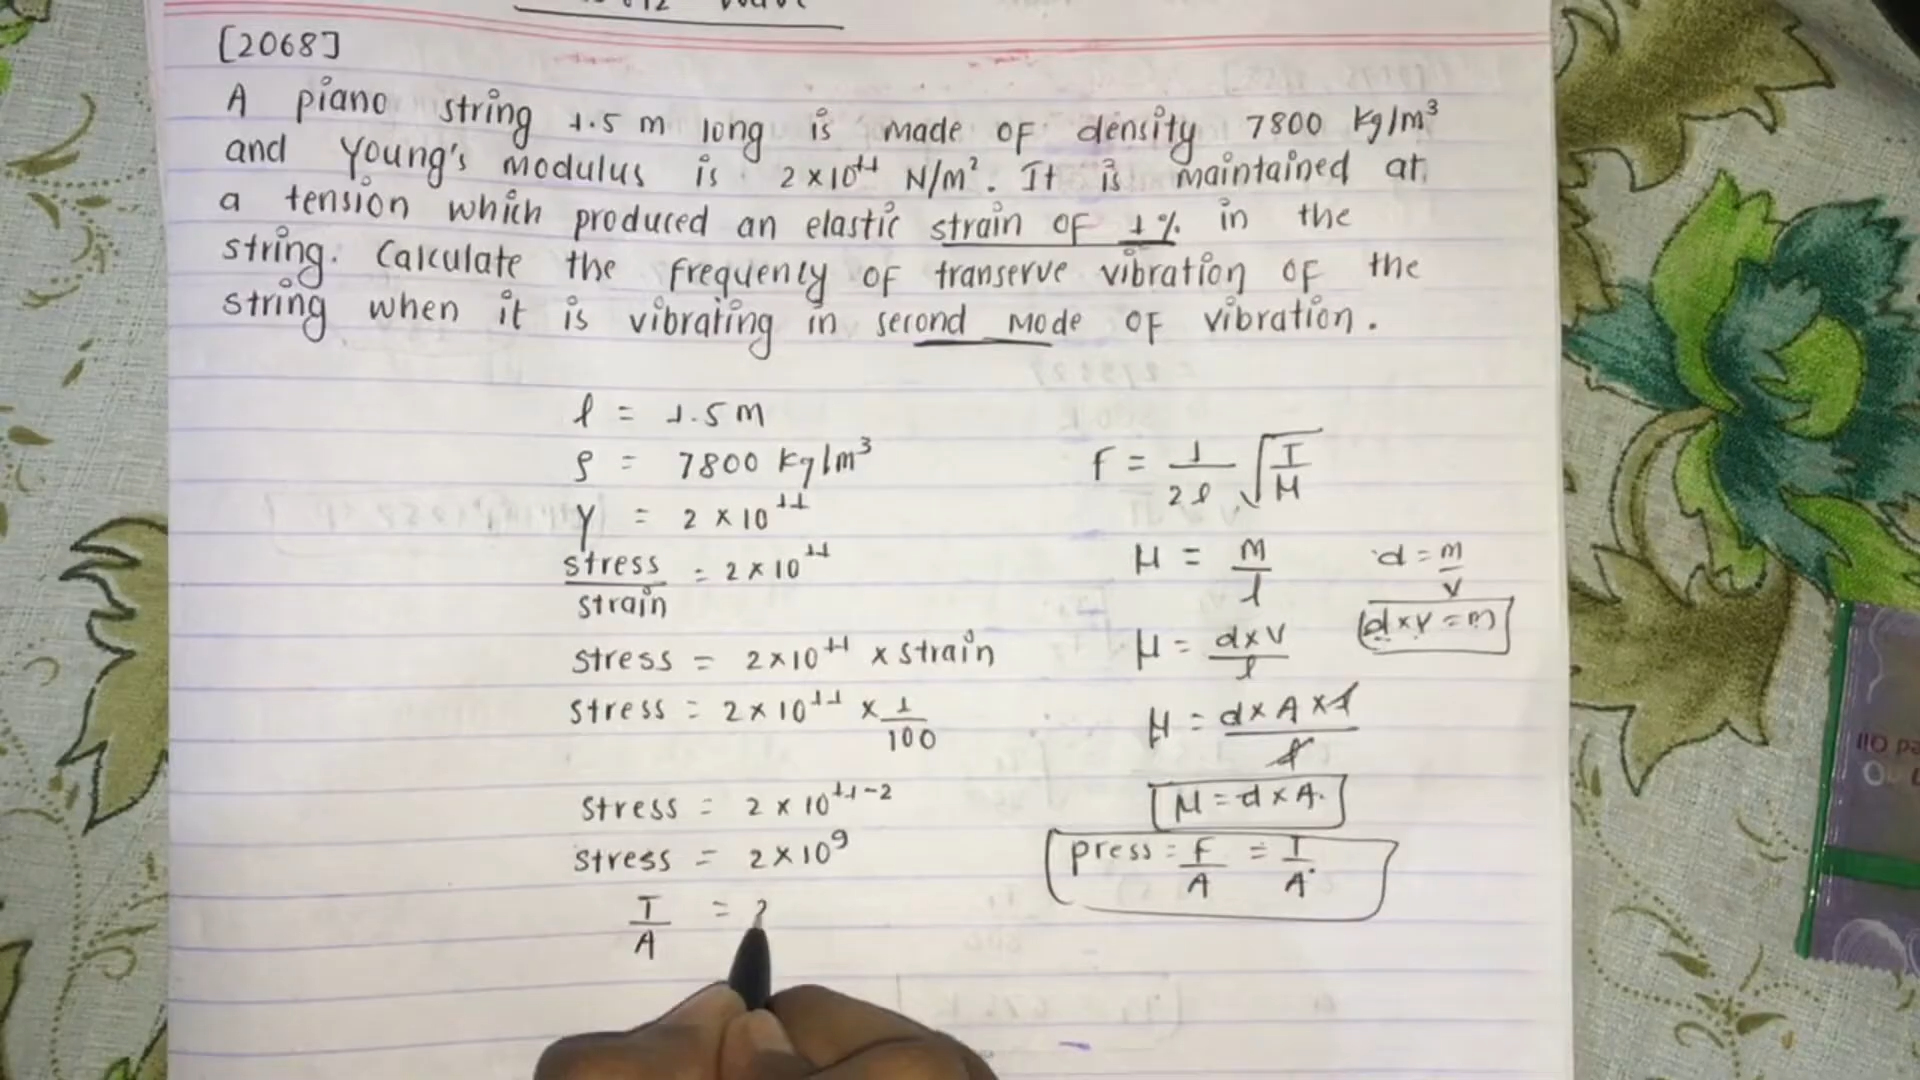 [2068]
A piano string 1.5 m long is made of density 7800 kg/m³
and Young's modulus is 2×10¹¹ N/m². It is maintained at
a tension which produced an elastic strain of 1% in the
string. Calculate the frequency of transerve vibration of the
string when it is vibrating in second mode of vibration.
l = 1.5 m
ρ = 7800 kg/m³
Y = 2 × 10¹¹
stress/strain = 2 × 10¹¹
stress = 2×10¹¹ × strain
stress = 2 × 10¹¹ × 1/100
stress = 2 × 10¹¹⁻²
stress = 2 × 10⁹
T/A = 2
f = 1/2l √T/μ
μ = m/l
d = m/v
d×v = m
μ = d×v/l
μ = d×A×l/l
μ = d×A.
press = F/A = T/A.